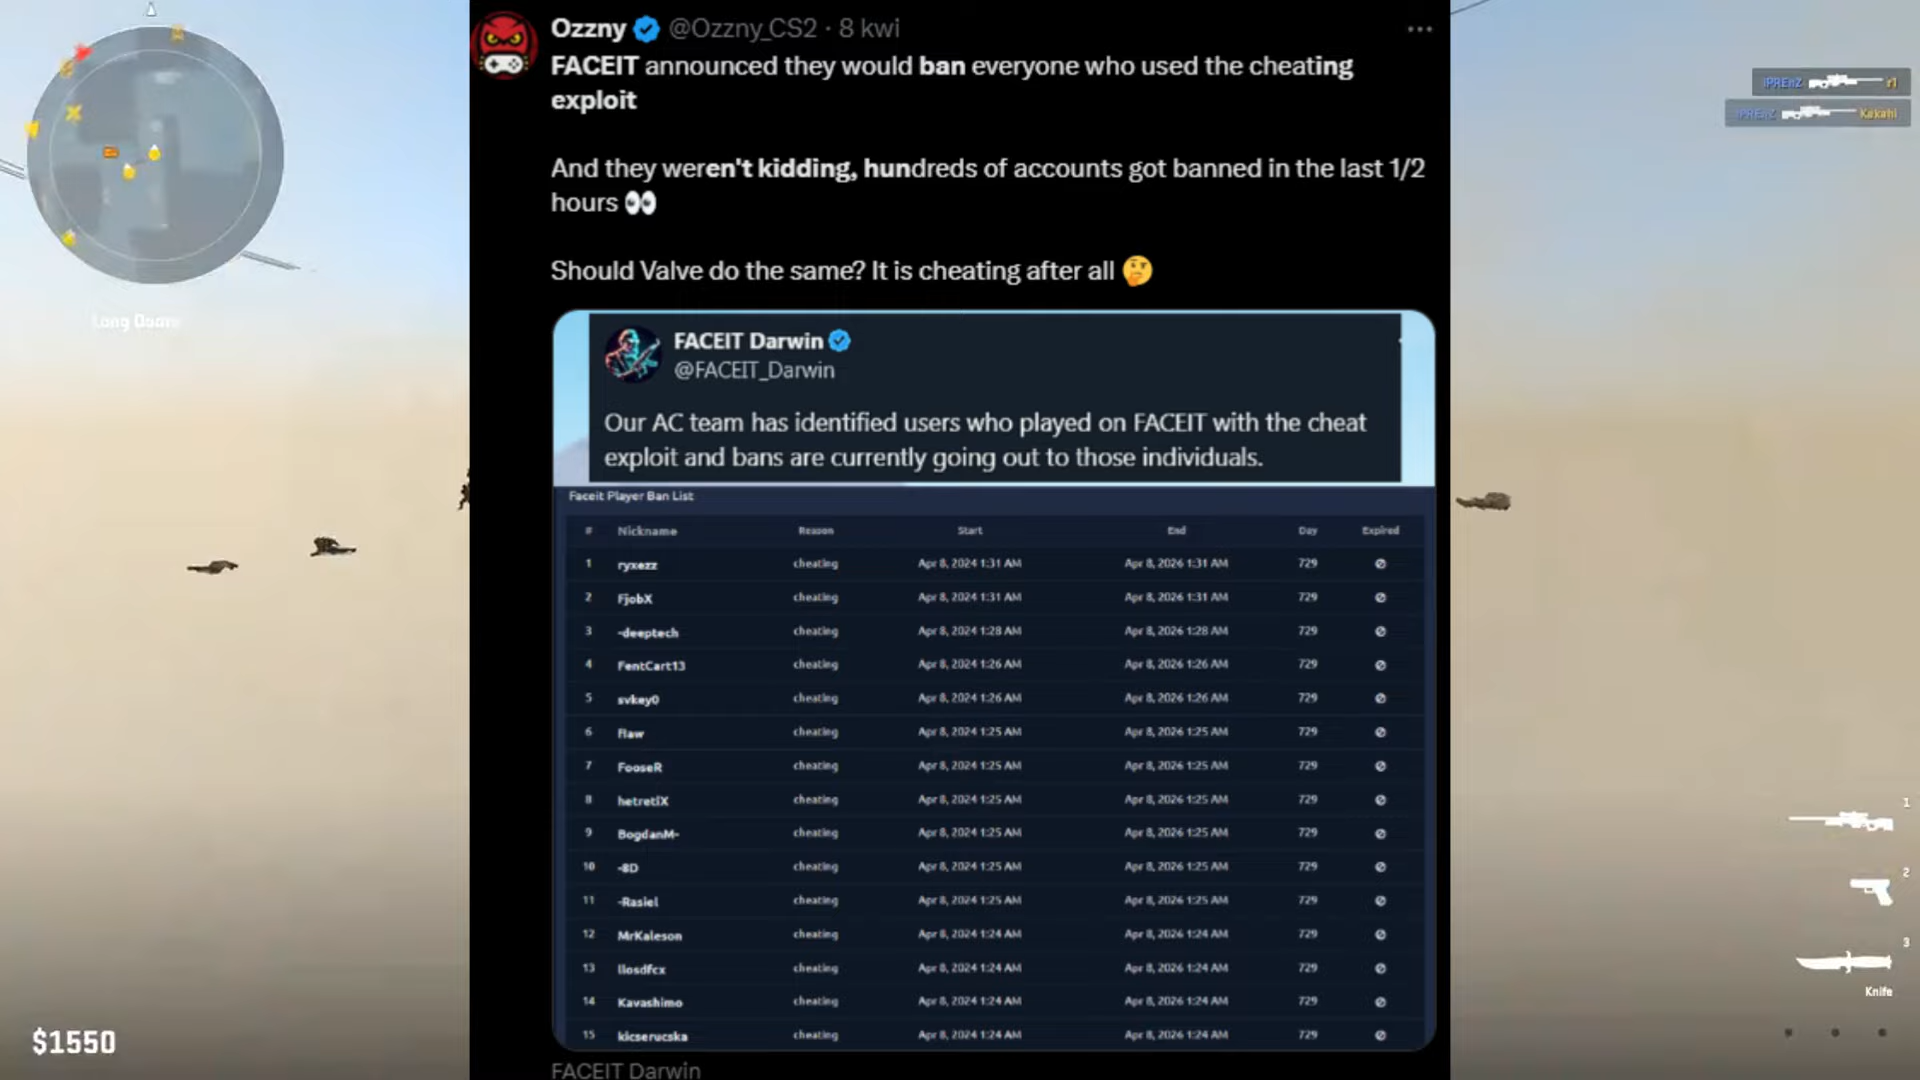 Ozzny @Ozzny_CS2 · 8 kwi
FACEIT announced they would ban everyone who used the cheating
exploit
And they weren't kidding, hundreds of accounts got banned in the last 1/2
hours 👀
Should Valve do the same? It is cheating after all 🤔
FACEIT Darwin
@FACEIT_Darwin
Our AC team has identified users who played on FACEIT with the cheat
exploit and bans are currently going out to those individuals.
Faceit Player Ban List
# Nickname Reason Start End Day Expired
1 ryxezz cheating Apr 8, 2024 1:31 AM Apr 8, 2026 1:31 AM 729
2 FjobX cheating Apr 8, 2024 1:31 AM Apr 8, 2026 1:31 AM 729
3 -deeptech cheating Apr 8, 2024 1:28 AM Apr 8, 2026 1:28 AM 729
4 FentCart13 cheating Apr 8, 2024 1:26 AM Apr 8, 2026 1:26 AM 729
5 svkey0 cheating Apr 8, 2024 1:26 AM Apr 8, 2026 1:26 AM 729
6 flaw cheating Apr 8, 2024 1:25 AM Apr 8, 2026 1:25 AM 729
7 FooseR cheating Apr 8, 2024 1:25 AM Apr 8, 2026 1:25 AM 729
8 hetretiX cheating Apr 8, 2024 1:25 AM Apr 8, 2026 1:25 AM 729
9 BogdanM- cheating Apr 8, 2024 1:25 AM Apr 8, 2026 1:25 AM 729
10 -8D cheating Apr 8, 2024 1:25 AM Apr 8, 2026 1:25 AM 729
11 -Rasiel cheating Apr 8, 2024 1:25 AM Apr 8, 2026 1:25 AM 729
12 MrKaleson cheating Apr 8, 2024 1:24 AM Apr 8, 2026 1:24 AM 729
13 llosdfcx cheating Apr 8, 2024 1:24 AM Apr 8, 2026 1:24 AM 729
14 Kavashimo cheating Apr 8, 2024 1:24 AM Apr 8, 2026 1:24 AM 729
15 kicserucska cheating Apr 8, 2024 1:24 AM Apr 8, 2026 1:24 AM 729
FACEIT Darwin
Long Doors
$1550
iPREnZ r1
iPREnZ Kakahi
1
2
3
Knife